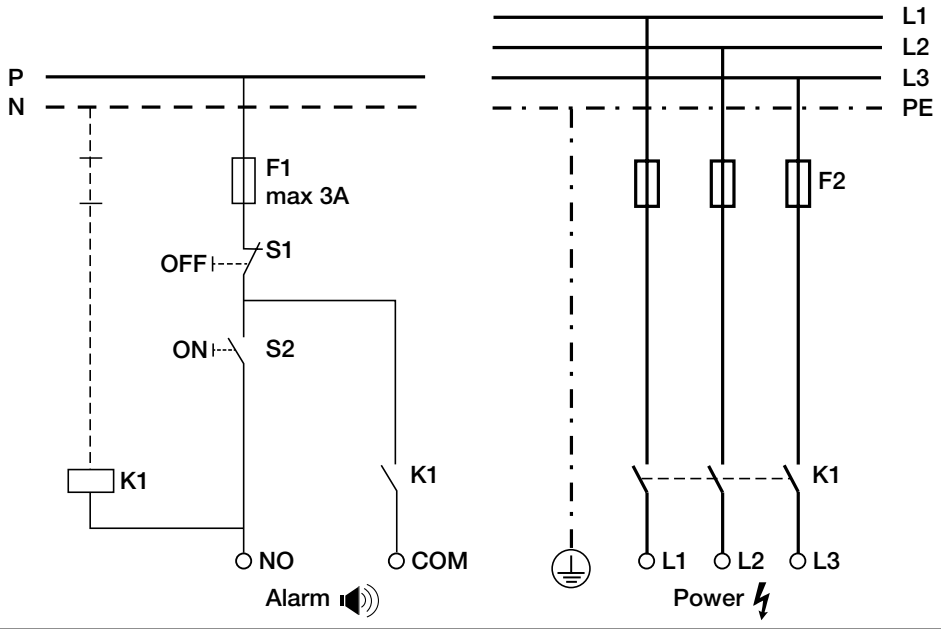 P
N
F1
max 3A
S1
OFF
ON
S2
K1
K1
NO
COM
Alarm
L1
L2
L3
PE
F2
K1
L1
L2
L3
Power